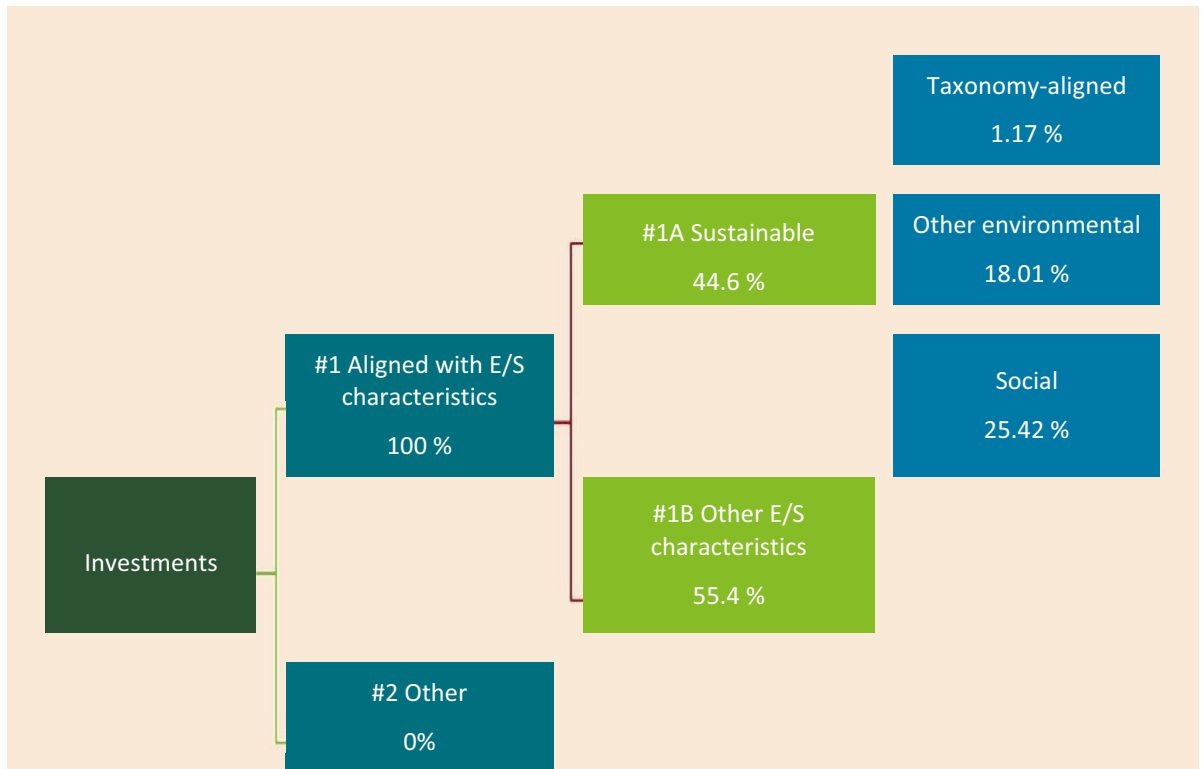 Investments
#1 Aligned with E/S
characteristics
100 %
#2 Other
0%
#1A Sustainable
44.6 %
#1B Other E/S
characteristics
55.4 %
Taxonomy-aligned
1.17 %
Other environmental
18.01 %
Social
25.42 %